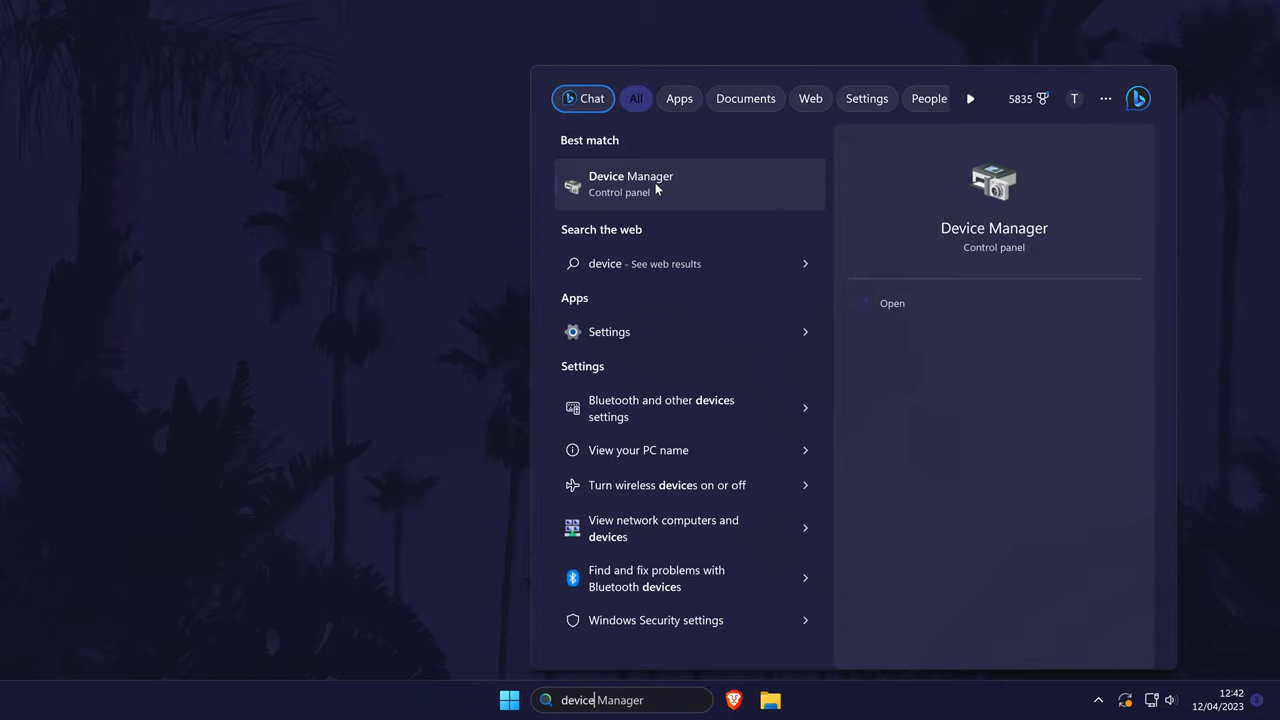 Chat All Apps Documents Web Settings People 5835 T
Best match
Device Manager
Control panel
Search the web
device - See web results
Apps
Settings
Settings
Bluetooth and other devices
settings
View your PC name
Turn wireless devices on or off
View network computers and
devices
Find and fix problems with
Bluetooth devices
Windows Security settings
Device Manager
Control panel
Open
device Manager
12:42
12/04/2023